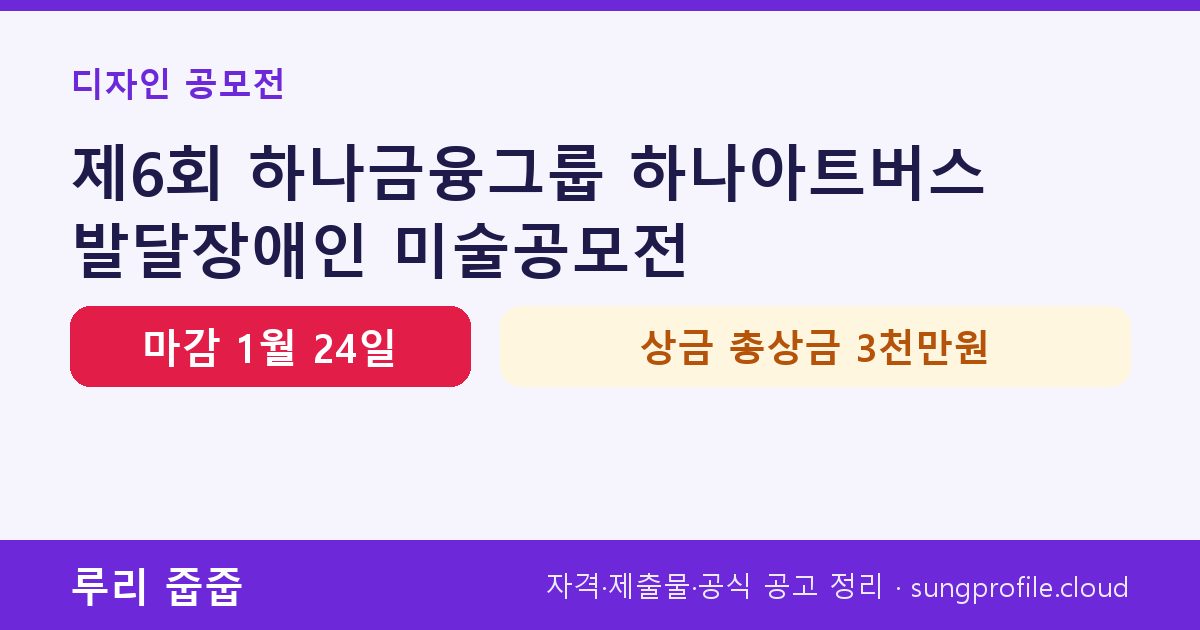 디자인 공모전
제6회 하나금융그룹 하나아트버스
발달장애인 미술공모전
마감 1월 24일
상금 총상금 3천만원
루리 줍줍
자격·제출물·공식 공고 정리 · sungprofile.cloud